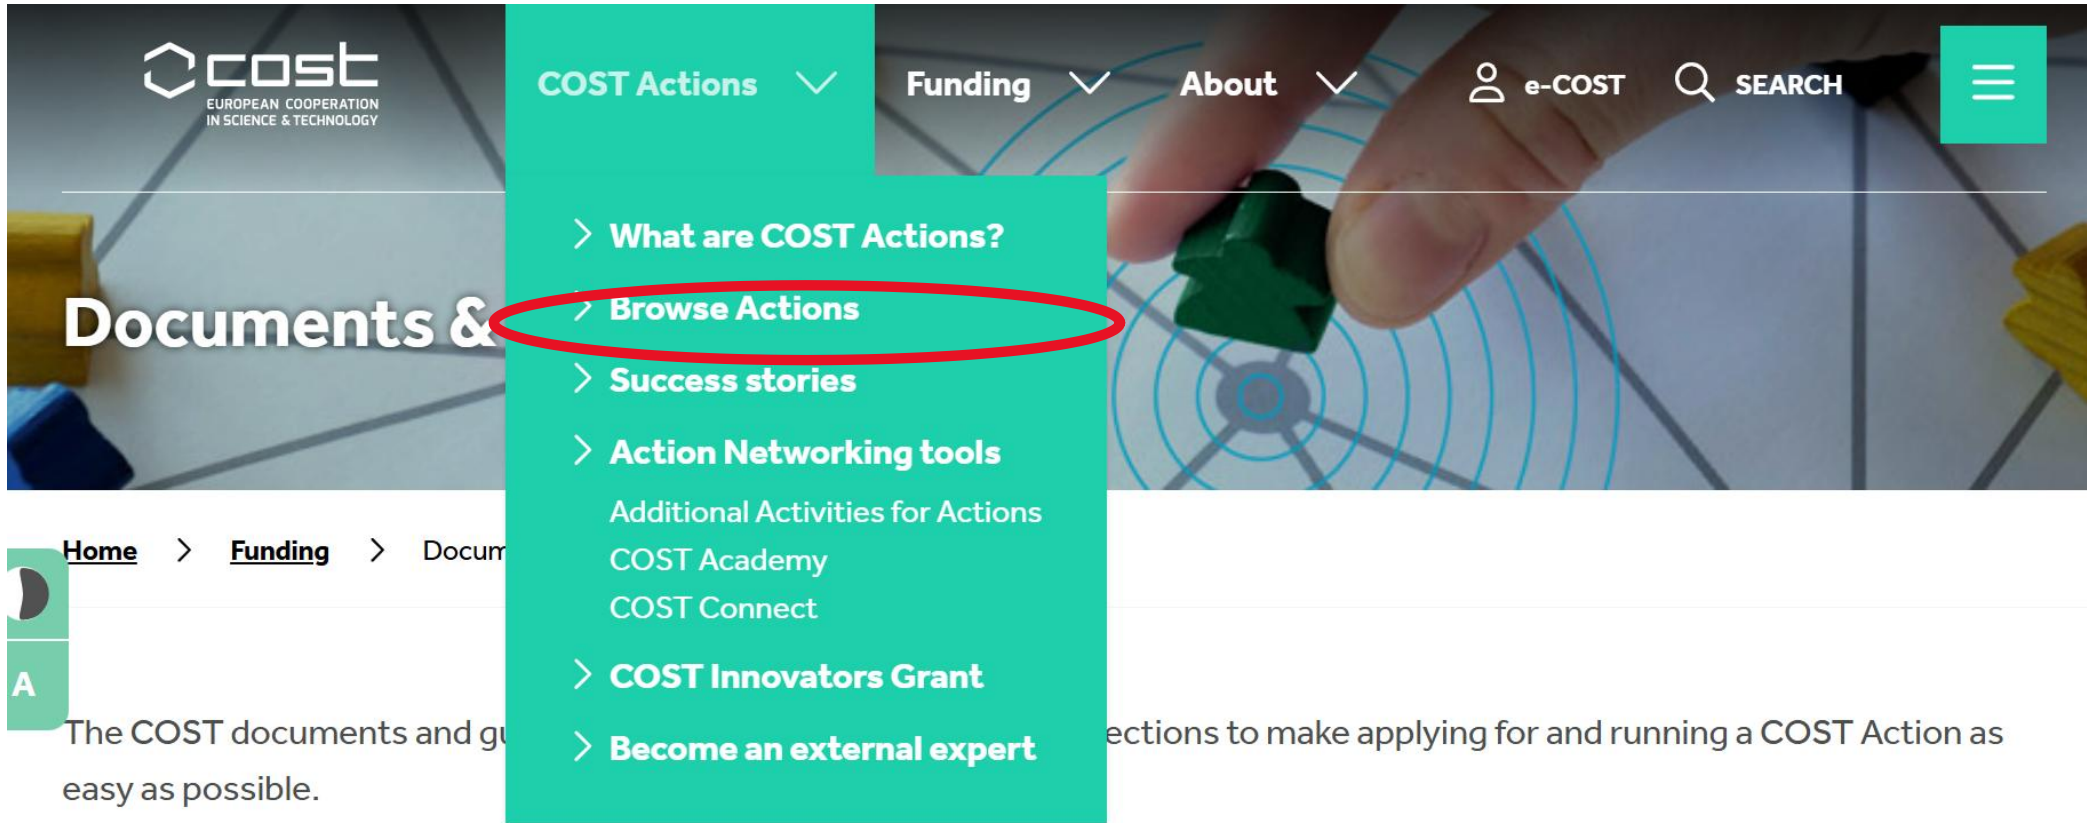 cost
EUROPEAN COOPERATION
IN SCIENCE & TECHNOLOGY
COST Actions
Funding
About
e-COST
SEARCH
What are COST Actions?
Browse Actions
Success stories
Action Networking tools
Additional Activities for Actions
COST Academy
COST Connect
COST Innovators Grant
Become an external expert
Documents &
Home > Funding > Docum
A
The COST documents and gu ections to make applying for and running a COST Action as
easy as possible.